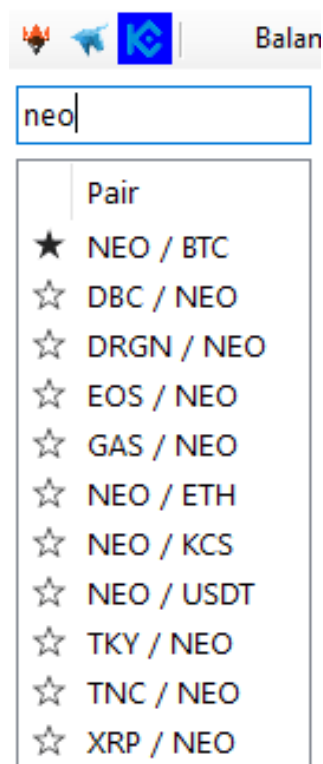 Balan
neo
Pair
NEO / BTC
DBC / NEO
DRGN / NEO
EOS / NEO
GAS / NEO
NEO / ETH
NEO / KCS
NEO / USDT
TKY / NEO
TNC / NEO
XRP / NEO